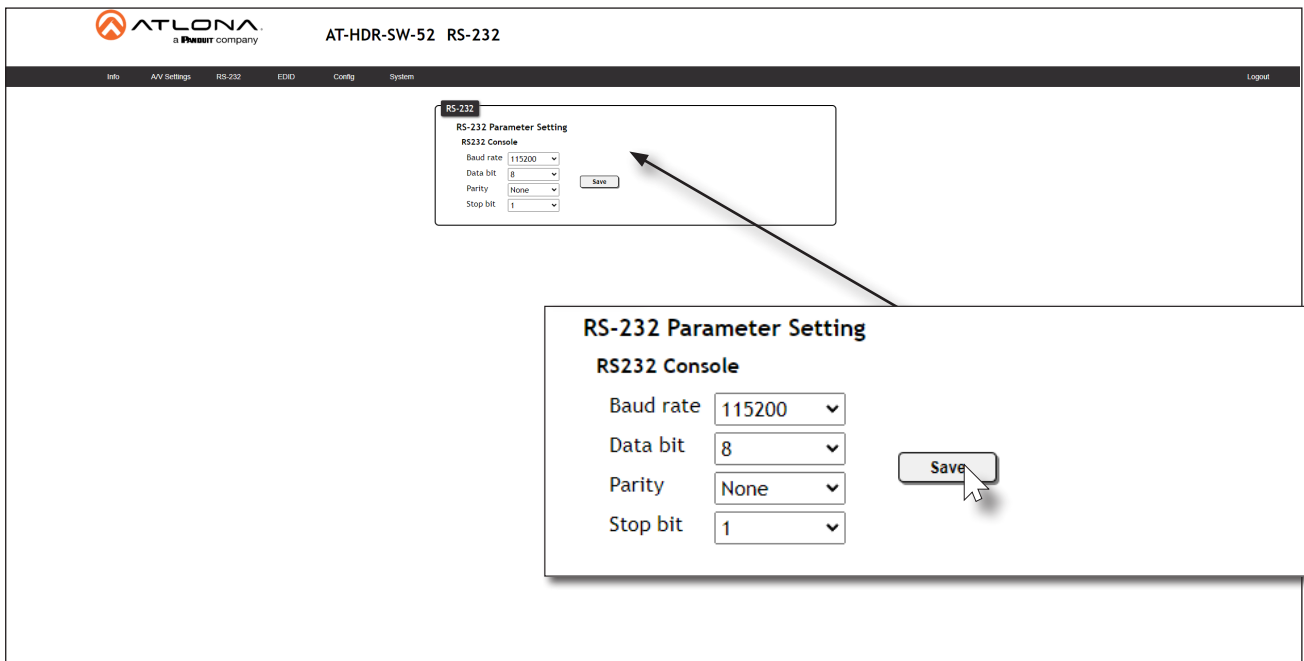 ATLONA.
a PANDUIT company
AT-HDR-SW-52 RS-232
Info A/V Settings RS-232 EDID Config System Logout
RS-232
RS-232 Parameter Setting
RS232 Console
Baud rate 115200
Data bit 8
Parity None
Stop bit 1
Save
RS-232 Parameter Setting
RS232 Console
Baud rate 115200
Data bit 8
Parity None
Stop bit 1
Save